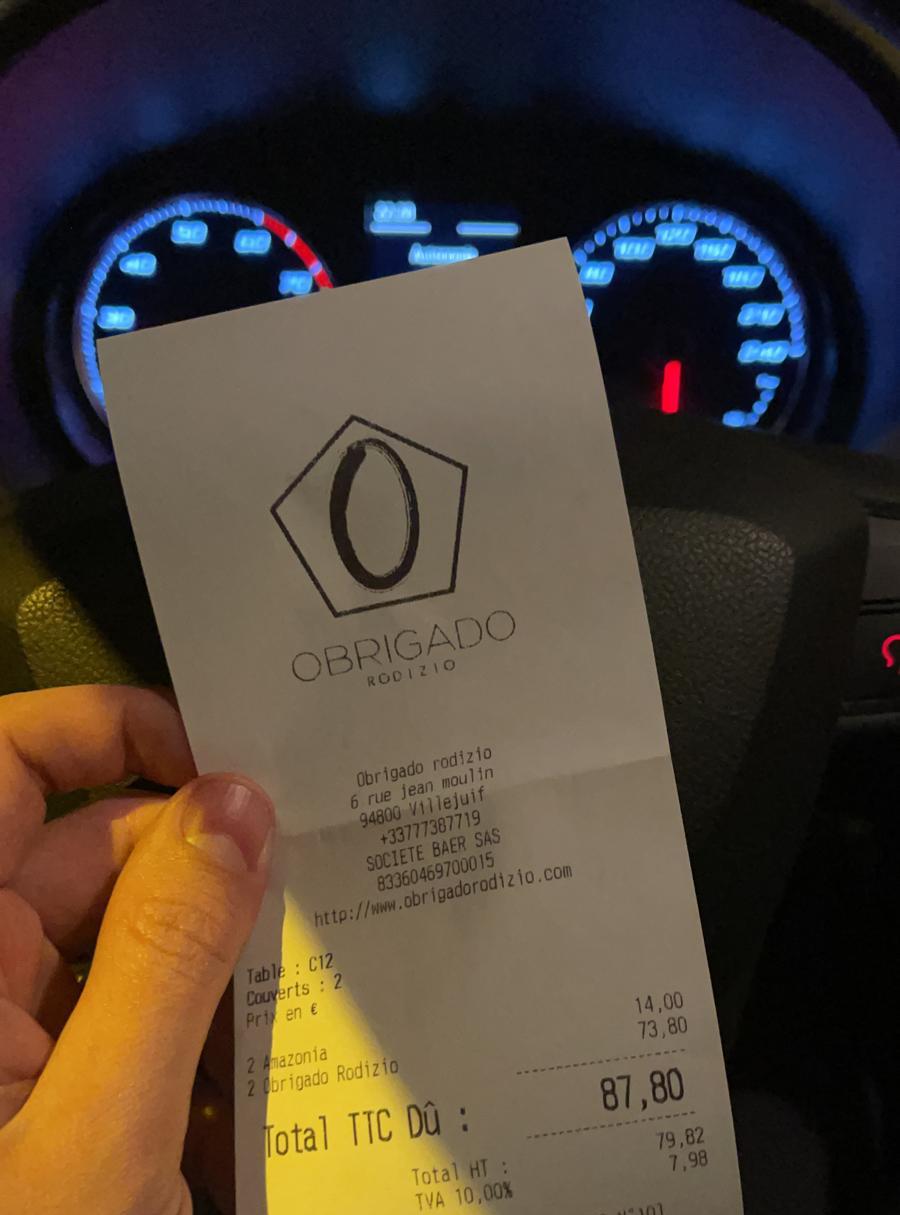 OBRIGADO
RODIZIO
Obrigado rodizio
6 rue jean moulin
94800 Villejuif
+33777387719
SOCIETE BAER SAS
83360469700015
http://www.obrigadorodizio.com
Table : C12
Couverts : 2
Prix en €
2 Amazonia 14,00
2 Obrigado Rodizio 73,80
Total TTC Dû : 87,80
Total HT : 79,82
TVA 10,00% 7,98